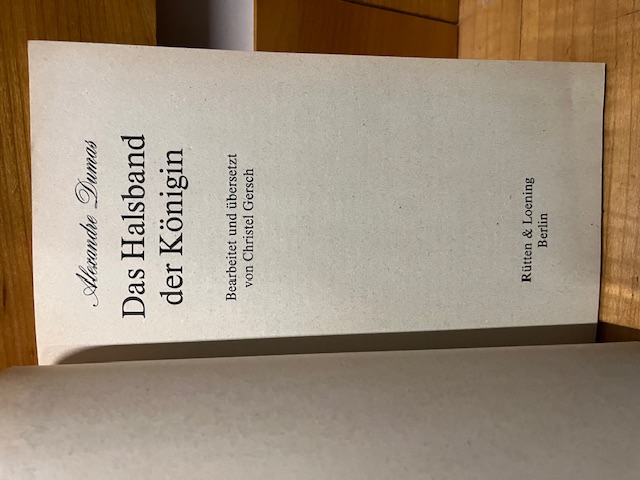 Alexandre Dumas
Das Halsband
der Königin
Bearbeitet und übersetzt
von Christel Gersch
Rütten & Loening
Berlin